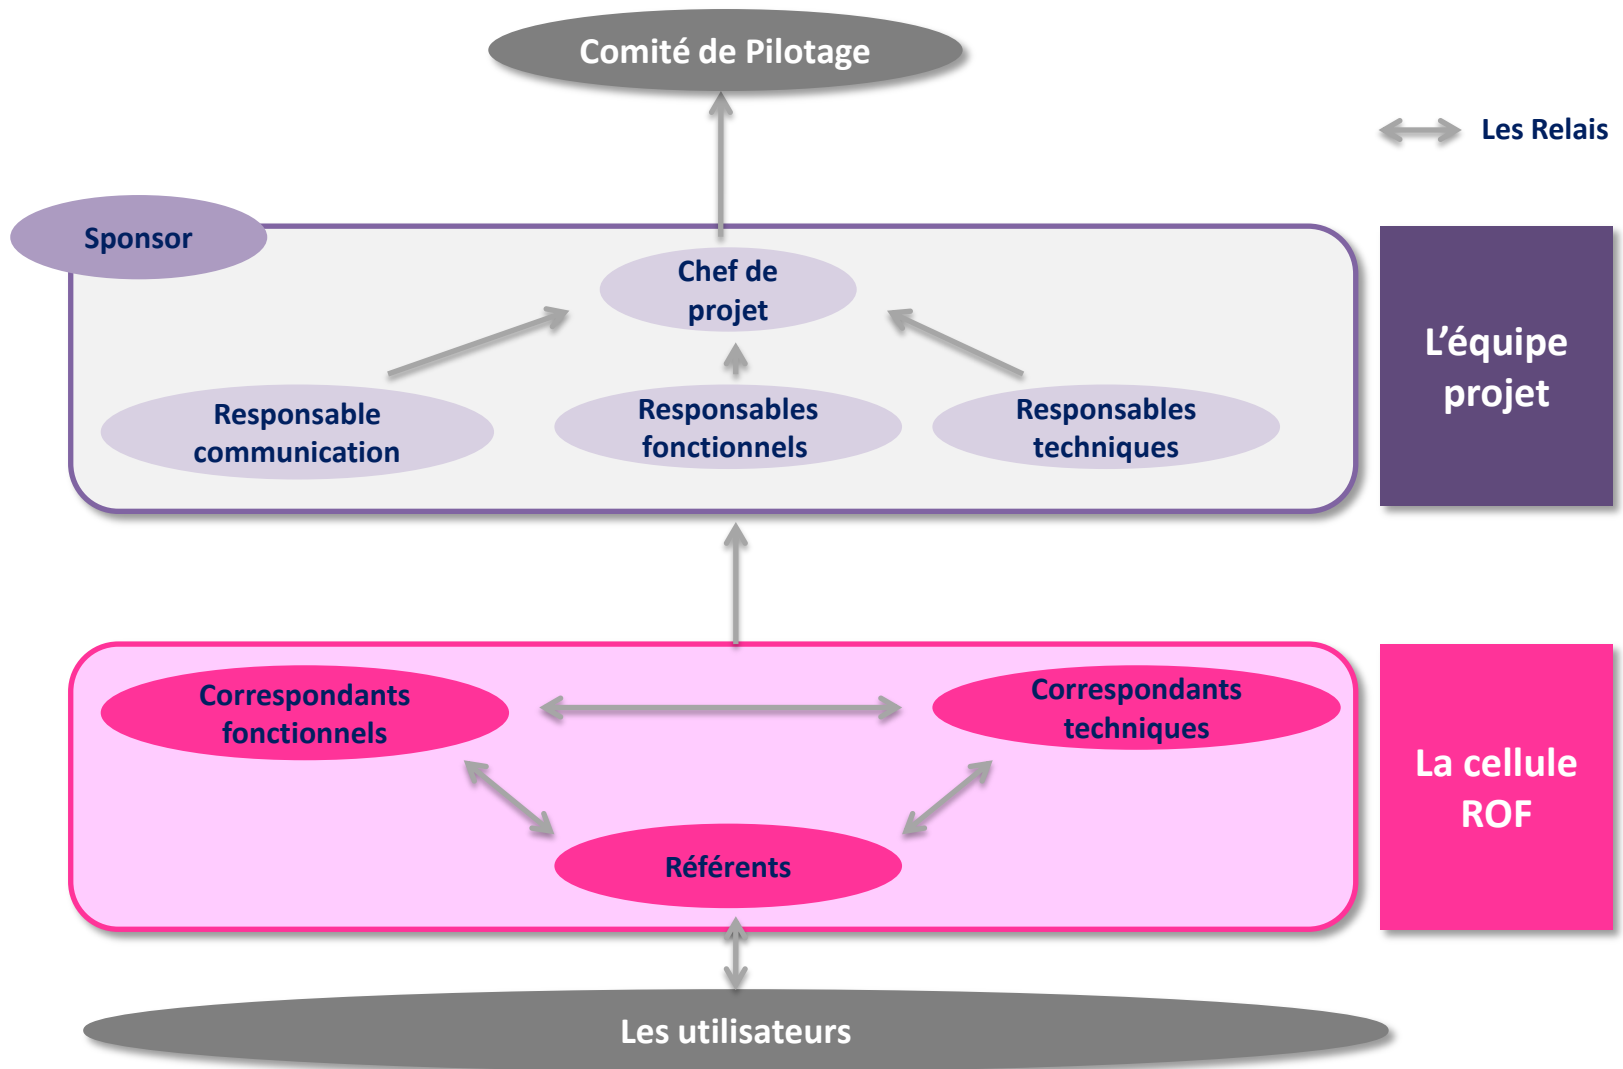 Comité de Pilotage
Les Relais
Sponsor
Chef de
projet
Responsable
communication
Responsables
fonctionnels
Responsables
techniques
L'équipe
projet
Correspondants
fonctionnels
Correspondants
techniques
Référents
La cellule
ROF
Les utilisateurs